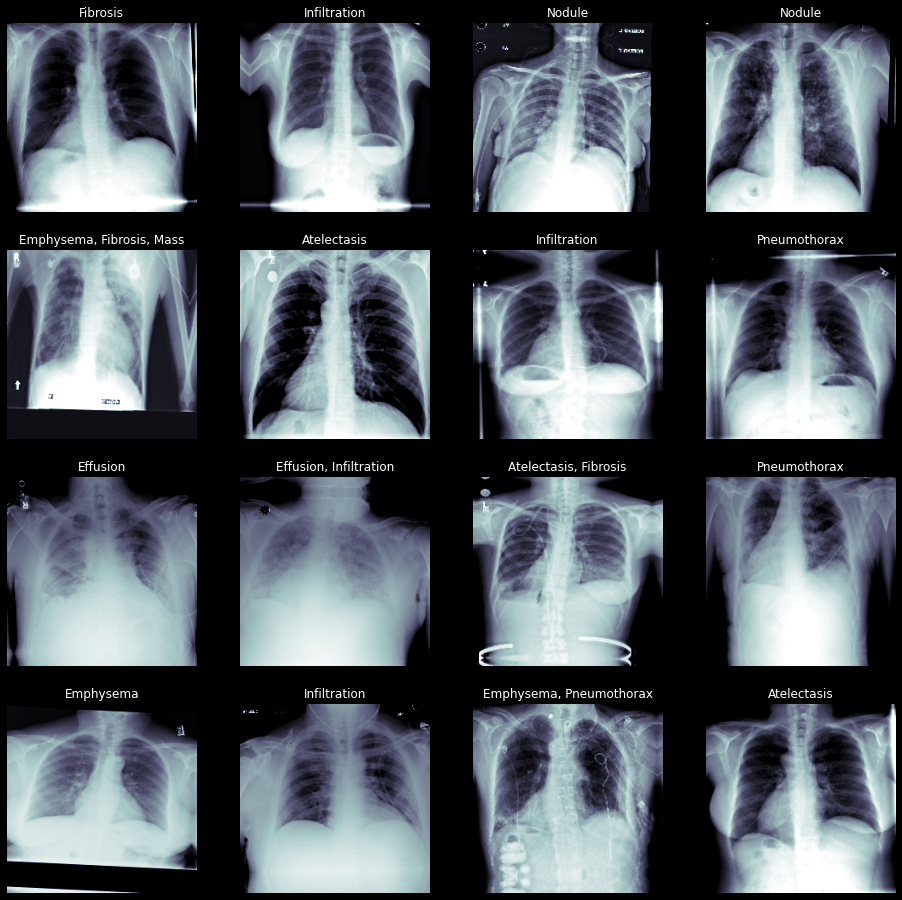 Fibrosis
Infiltration
Nodule
Nodule
Emphysema, Fibrosis, Mass
Atelectasis
Infiltration
Pneumothorax
Effusion
Effusion, Infiltration
Atelectasis, Fibrosis
Pneumothorax
Emphysema
Infiltration
Emphysema, Pneumothorax
Atelectasis